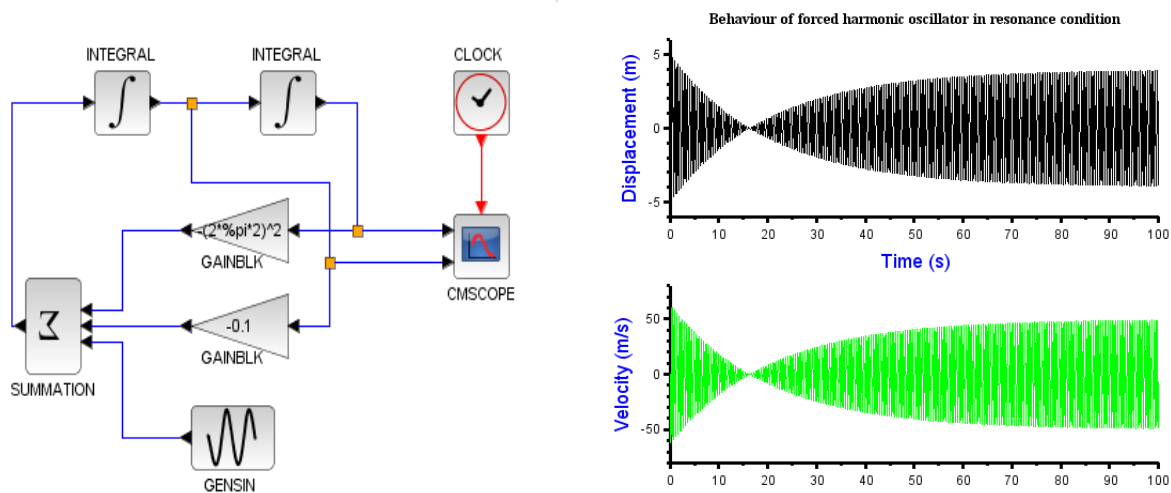 INTEGRAL
INTEGRAL
CLOCK
-(2*%pi*2)^2
GAINBLK
CMSCOPE
-0.1
GAINBLK
Σ
SUMMATION
GENSIN
Behaviour of forced harmonic oscillator in resonance condition
Displacement (m)
5
0
-5
0 10 20 30 40 50 60 70 80 90 100
Time (s)
Velocity (m/s)
50
0
-50
0 10 20 30 40 50 60 70 80 90 100